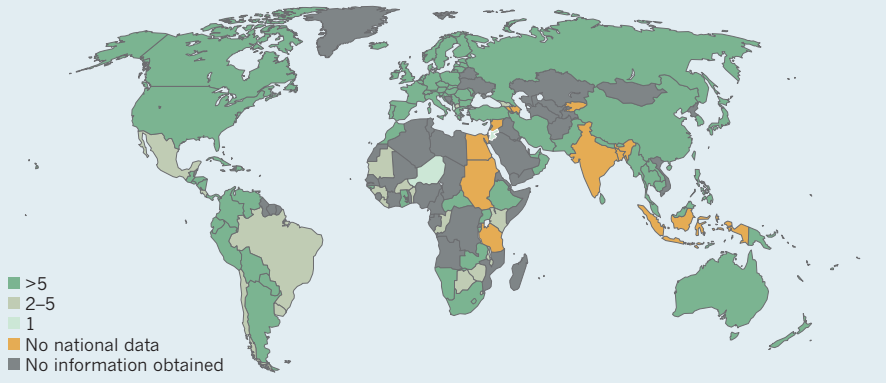 >5
2–5
1
No national data
No information obtained